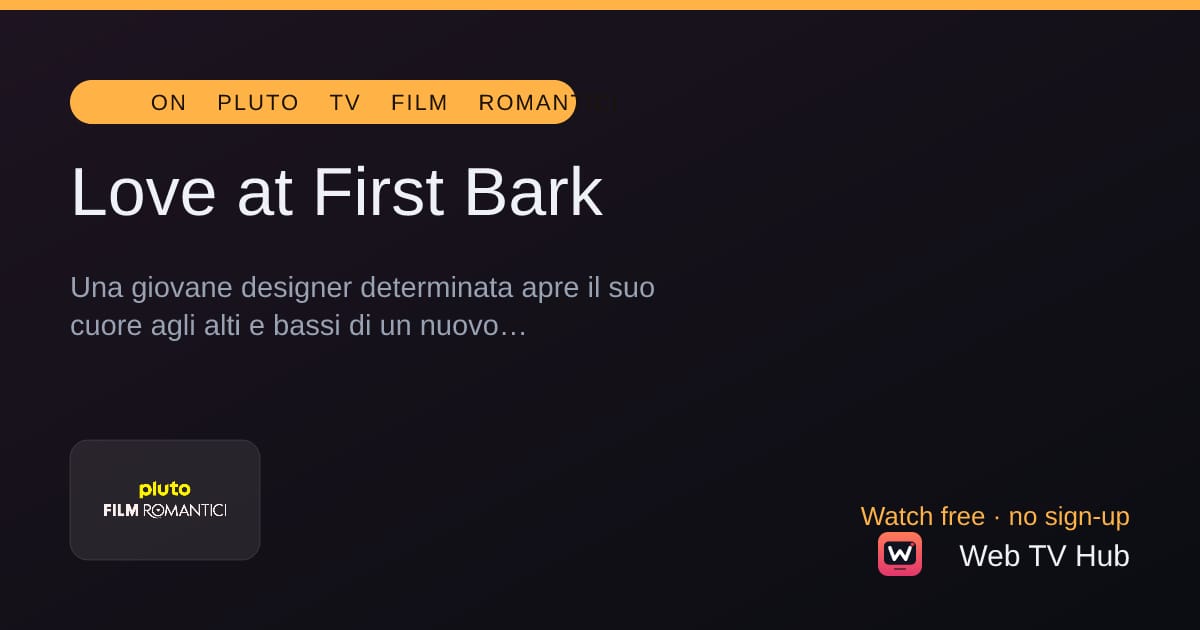 ON PLUTO TV FILM ROMANTICI
Love at First Bark
Una giovane designer determinata apre il suo
cuore agli alti e bassi di un nuovo…
pluto
FILM ROMANTICI
Watch free · no sign-up
W
Web TV Hub